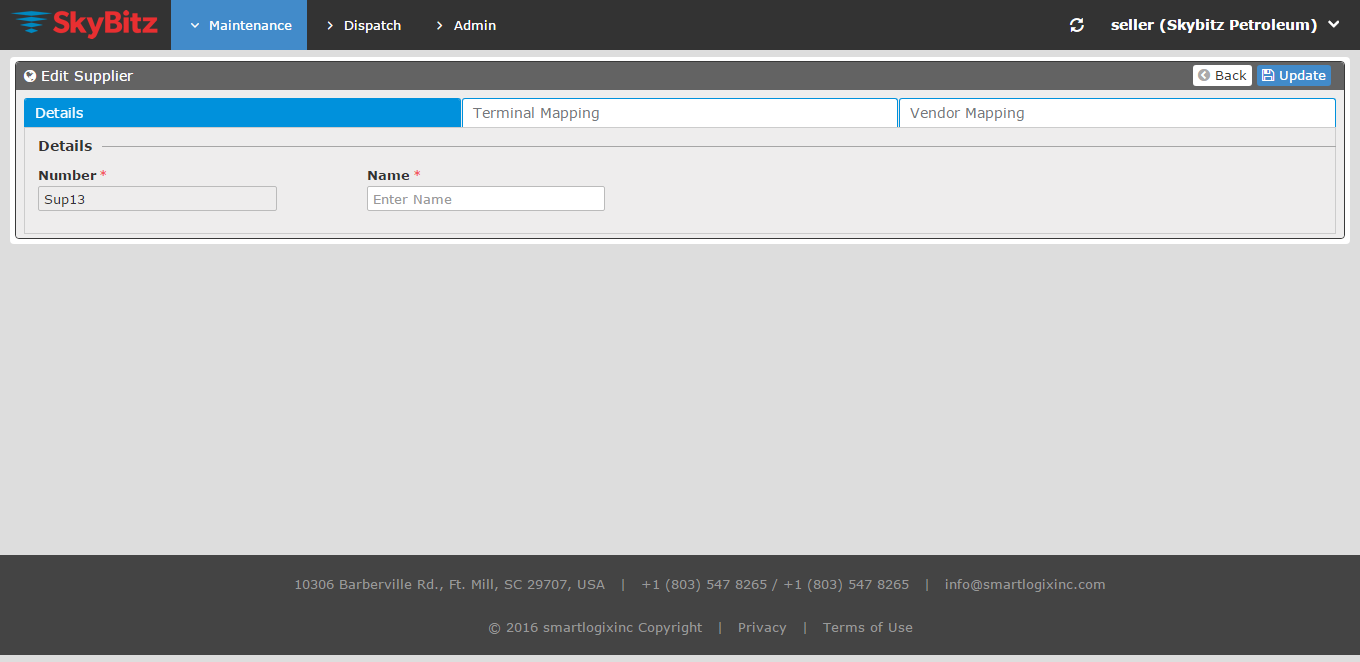 SkyBitz Maintenance Dispatch Admin seller (Skybitz Petroleum)
Edit Supplier Back Update
Details Terminal Mapping Vendor Mapping
Details
Number * Name *
Sup13 Enter Name
10306 Barberville Rd., Ft. Mill, SC 29707, USA | +1 (803) 547 8265 / +1 (803) 547 8265 | info@smartlogixinc.com
© 2016 smartlogixinc Copyright | Privacy | Terms of Use